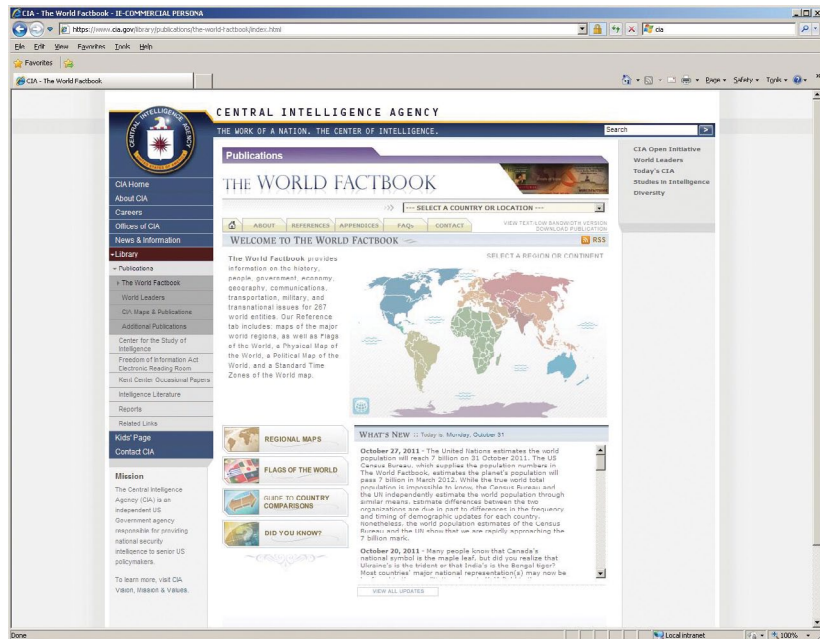 CIA - The World Factbook - IE-COMMERCIAL PERSONA
https://www.cia.gov/library/publications/the-world-factbook/index.html
cia
File Edit View Favorites Tools Help
Favorites
CIA - The World Factbook
Page Safety Tools
CENTRAL INTELLIGENCE AGENCY
THE WORK OF A NATION. THE CENTER OF INTELLIGENCE.
Search
CIA Home
About CIA
Careers
Offices of CIA
News & Information
Library
Publications
The World Factbook
World Leaders
CIA Maps & Publications
Additional Publications
Center for the Study of
Intelligence
Freedom of Information Act
Electronic Reading Room
Kent Center Occasional Papers
Intelligence Literature
Reports
Related Links
Kids' Page
Contact CIA
Mission
The Central Intelligence
Agency (CIA) is an
independent US
Government agency
responsible for providing
national security
intelligence to senior US
policymakers.
To learn more, visit CIA
Vision, Mission & Values.
Publications
THE WORLD FACTBOOK
--- SELECT A COUNTRY OR LOCATION ---
ABOUT REFERENCES APPENDICES FAQs CONTACT
VIEW TEXT/LOW BANDWIDTH VERSION
DOWNLOAD PUBLICATION
WELCOME TO THE WORLD FACTBOOK
RSS
The World Factbook provides
information on the history,
people, government, economy,
geography, communications,
transportation, military, and
transnational issues for 267
world entities. Our Reference
tab includes: maps of the major
world regions, as well as Flags
of the World, a Physical Map of
the World, a Political Map of the
World, and a Standard Time
Zones of the World map.
SELECT A REGION OR CONTINENT
REGIONAL MAPS
FLAGS OF THE WORLD
GUIDE TO COUNTRY
COMPARISONS
DID YOU KNOW?
WHAT'S NEW :: Today is: Monday, October 31
October 27, 2011 - The United Nations estimates the world
population will reach 7 billion on 31 October 2011. The US
Census Bureau, which supplies the population numbers in
The World Factbook, estimates the planet's population will
pass 7 billion in March 2012. While the true world total
population is impossible to know, the Census Bureau and
the UN independently estimate the world population through
similar means. Estimate differences between the two
organizations are due in part to differences in the frequency
and timing of demographic updates for each country.
Nonetheless, the world population estimates of the Census
Bureau and the UN show that we are rapidly approaching the
7 billion mark.
October 20, 2011 - Many people know that Canada's
national symbol is the maple leaf, but did you realize that
Ukraine's is the trident or that India's is the Bengal tiger?
Most countries' major national representation(s) may now be
VIEW ALL UPDATES
CIA Open Initiative
World Leaders
Today's CIA
Studies in Intelligence
Diversity
Done
Local intranet
100%